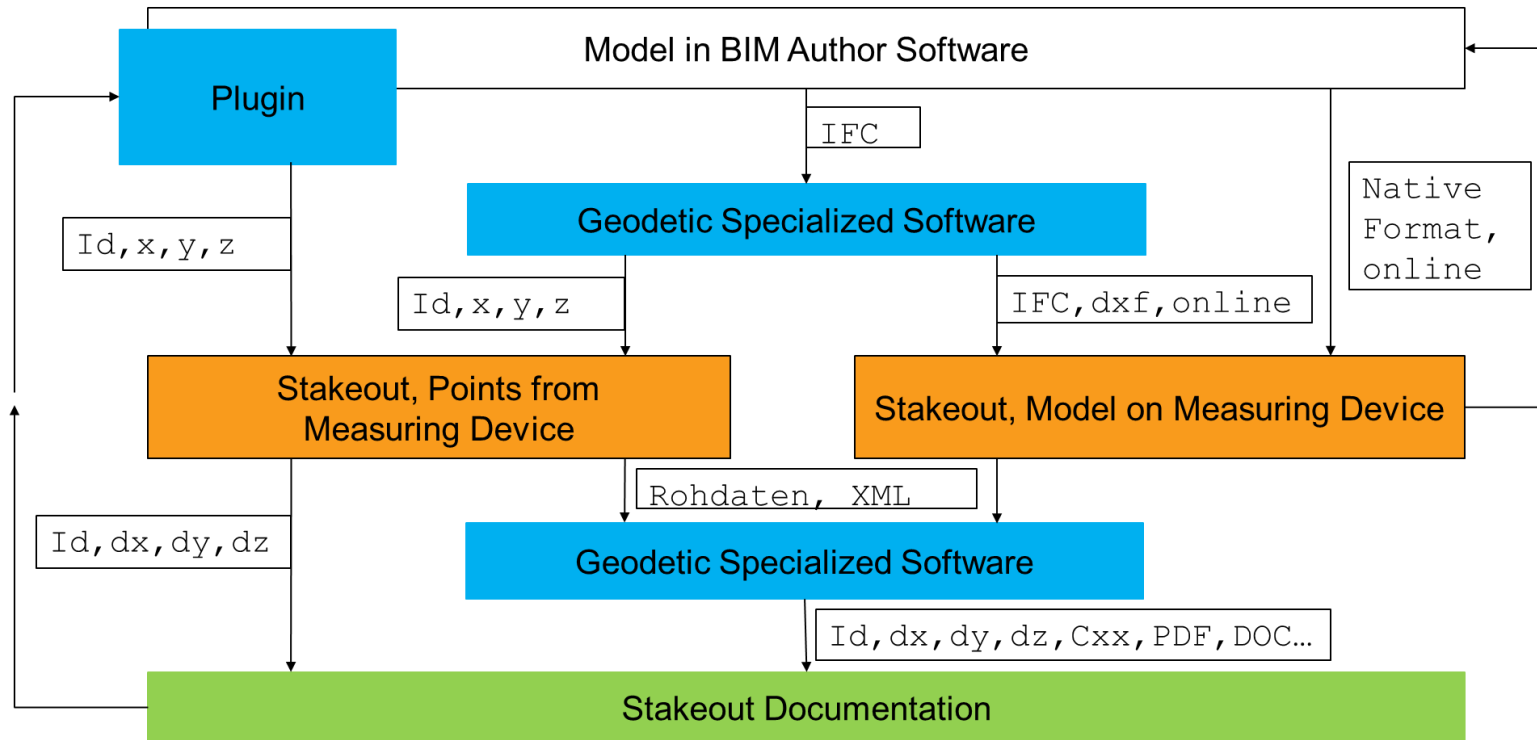 Model in BIM Author Software
Plugin
IFC
Native
Format,
online
Geodetic Specialized Software
Id,x,y,z
Id,x,y,z
IFC,dxf,online
Stakeout, Points from
Measuring Device
Stakeout, Model on Measuring Device
Rohdaten, XML
Id,dx,dy,dz
Geodetic Specialized Software
Id,dx,dy,dz,Cxx,PDF,DOC…
Stakeout Documentation